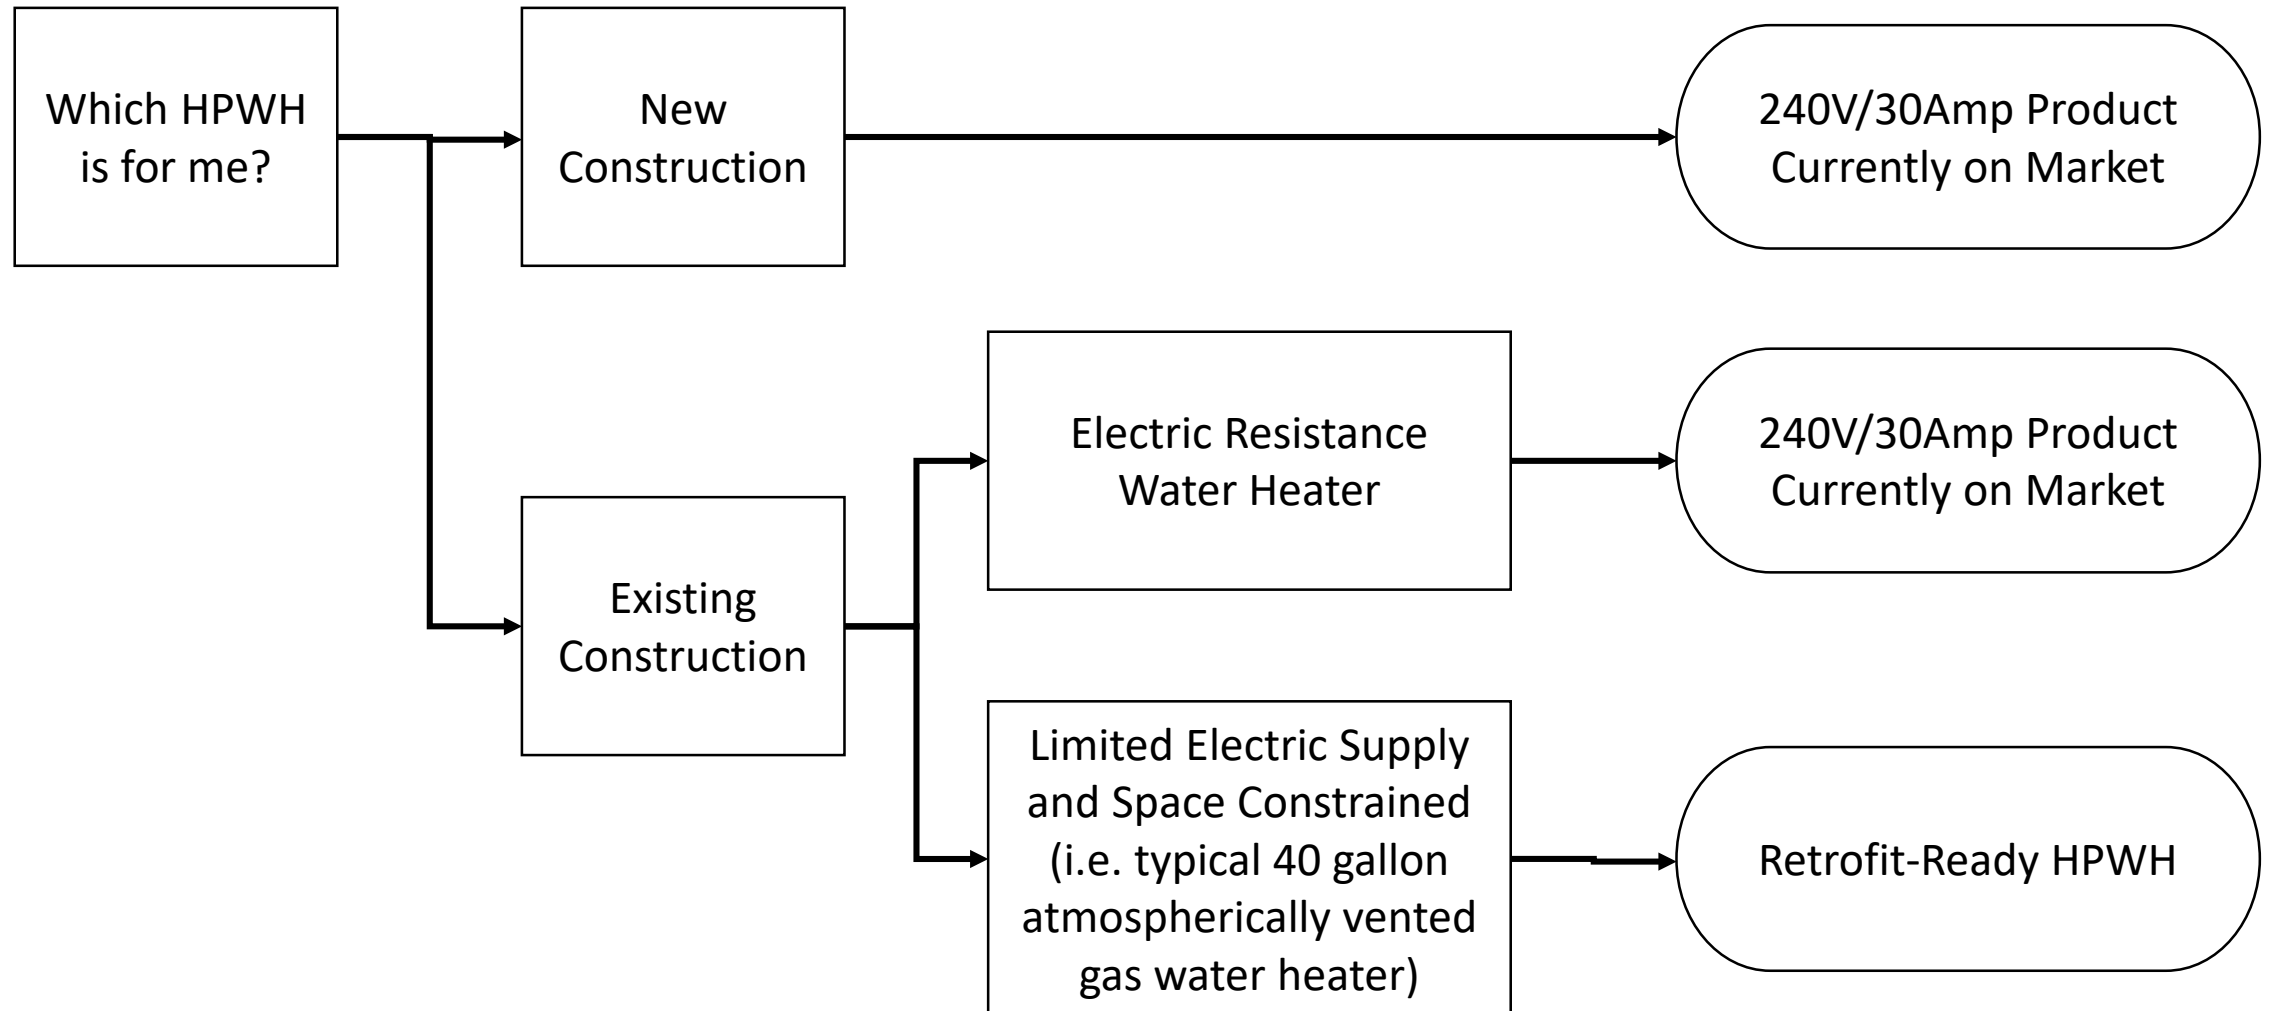 Which HPWH
is for me?
New
Construction
240V/30Amp Product
Currently on Market
Existing
Construction
Electric Resistance
Water Heater
240V/30Amp Product
Currently on Market
Limited Electric Supply
and Space Constrained
(i.e. typical 40 gallon
atmospherically vented
gas water heater)
Retrofit-Ready HPWH